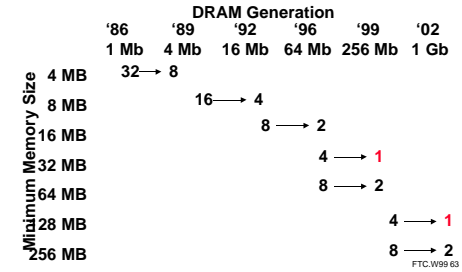 DRAM Generation
‘86 ‘89 ‘92 ‘96 ‘99 ‘02
1 Mb 4 Mb 16 Mb 64 Mb 256 Mb 1 Gb
Minimum Memory Size
4 MB 32 → 8
8 MB 16 → 4
16 MB 8 → 2
32 MB 4 → 1
64 MB 8 → 2
128 MB 4 → 1
256 MB 8 → 2
FTC.W99 63